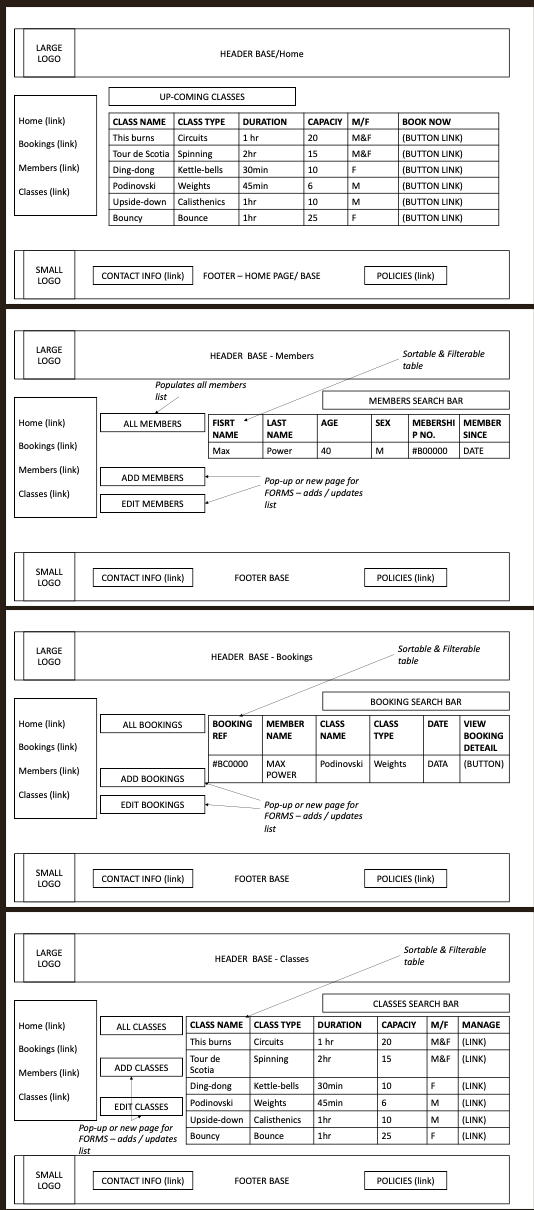 LARGE
LOGO
HEADER BASE/Home
UP-COMING CLASSES
Home (link)
Bookings (link)
Members (link)
Classes (link)
CLASS NAME CLASS TYPE DURATION CAPACIY M/F BOOK NOW
This burns Circuits 1 hr 20 M&F (BUTTON LINK)
Tour de Scotia Spinning 2hr 15 M&F (BUTTON LINK)
Ding-dong Kettle-bells 30min 10 F (BUTTON LINK)
Podinovski Weights 45min 6 M (BUTTON LINK)
Upside-down Calisthenics 1hr 10 M (BUTTON LINK)
Bouncy Bounce 1hr 25 F (BUTTON LINK)
SMALL
LOGO
CONTACT INFO (link) FOOTER – HOME PAGE/ BASE POLICIES (link)
LARGE
LOGO
HEADER BASE - Members
Sortable & Filterable
table
Populates all members
list
MEMBERS SEARCH BAR
Home (link)
Bookings (link)
Members (link)
Classes (link)
ALL MEMBERS
FISRT
NAME
LAST
NAME
AGE
SEX
MEBERSHI
P NO.
MEMBER
SINCE
Max Power 40 M #B00000 DATE
ADD MEMBERS
EDIT MEMBERS
Pop-up or new page for
FORMS – adds / updates
list
SMALL
LOGO
CONTACT INFO (link) FOOTER BASE POLICIES (link)
LARGE
LOGO
HEADER BASE - Bookings
Sortable & Filterable
table
BOOKING SEARCH BAR
Home (link)
Bookings (link)
Members (link)
Classes (link)
ALL BOOKINGS
BOOKING
REF
MEMBER
NAME
CLASS
NAME
CLASS
TYPE
DATE
VIEW
BOOKING
DETEAIL
#BC0000
MAX
POWER
Podinovski
Weights
DATA
(BUTTON)
ADD BOOKINGS
EDIT BOOKINGS
Pop-up or new page for
FORMS – adds / updates
list
SMALL
LOGO
CONTACT INFO (link) FOOTER BASE POLICIES (link)
LARGE
LOGO
HEADER BASE - Classes
Sortable & Filterable
table
CLASSES SEARCH BAR
Home (link)
Bookings (link)
Members (link)
Classes (link)
ALL CLASSES
ADD CLASSES
EDIT CLASSES
Pop-up or new page for
FORMS – adds / updates
list
CLASS NAME CLASS TYPE DURATION CAPACIY M/F MANAGE
This burns Circuits 1 hr 20 M&F (LINK)
Tour de
Scotia
Spinning 2hr 15 M&F (LINK)
Ding-dong Kettle-bells 30min 10 F (LINK)
Podinovski Weights 45min 6 M (LINK)
Upside-down Calisthenics 1hr 10 M (LINK)
Bouncy Bounce 1hr 25 F (LINK)
SMALL
LOGO
CONTACT INFO (link) FOOTER BASE POLICIES (link)